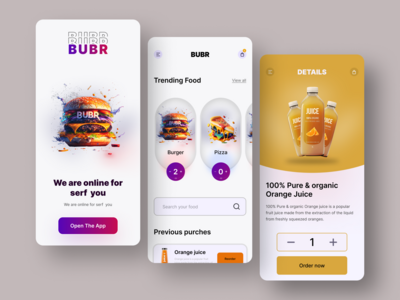 BUBR
BUBR
BUBR
We are online for
serf you
We are online for serf you
Open The App
BUBR
Trending Food
View all
Burger
Pizza
- 2 +
0
Search your food
Previous purches
Orange juice
DETAILS
JUICE
100% Pure & organic
Orange Juice
100% Pure & Organic Orange juice is a popular
fruit juice made from the extraction of the liquid
from freshly squeezed oranges.
1
Order now